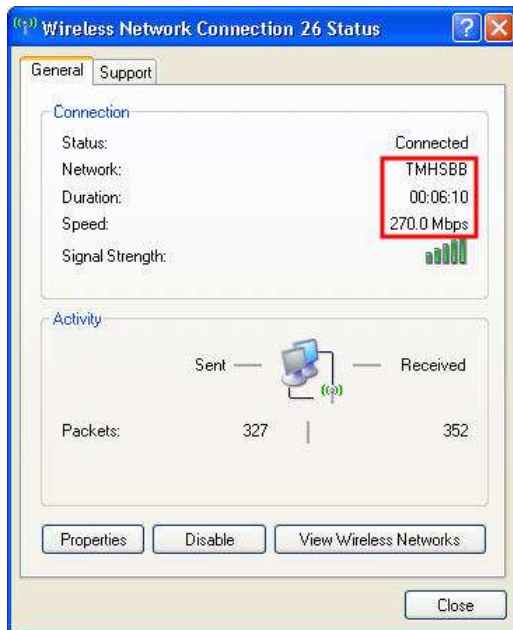 Wireless Network Connection 26 Status
General Support
Connection
Status: Connected
Network: TMHSBB
Duration: 00:06:10
Speed: 270.0 Mbps
Signal Strength:
Activity
Sent Received
Packets: 327 352
Properties Disable View Wireless Networks
Close